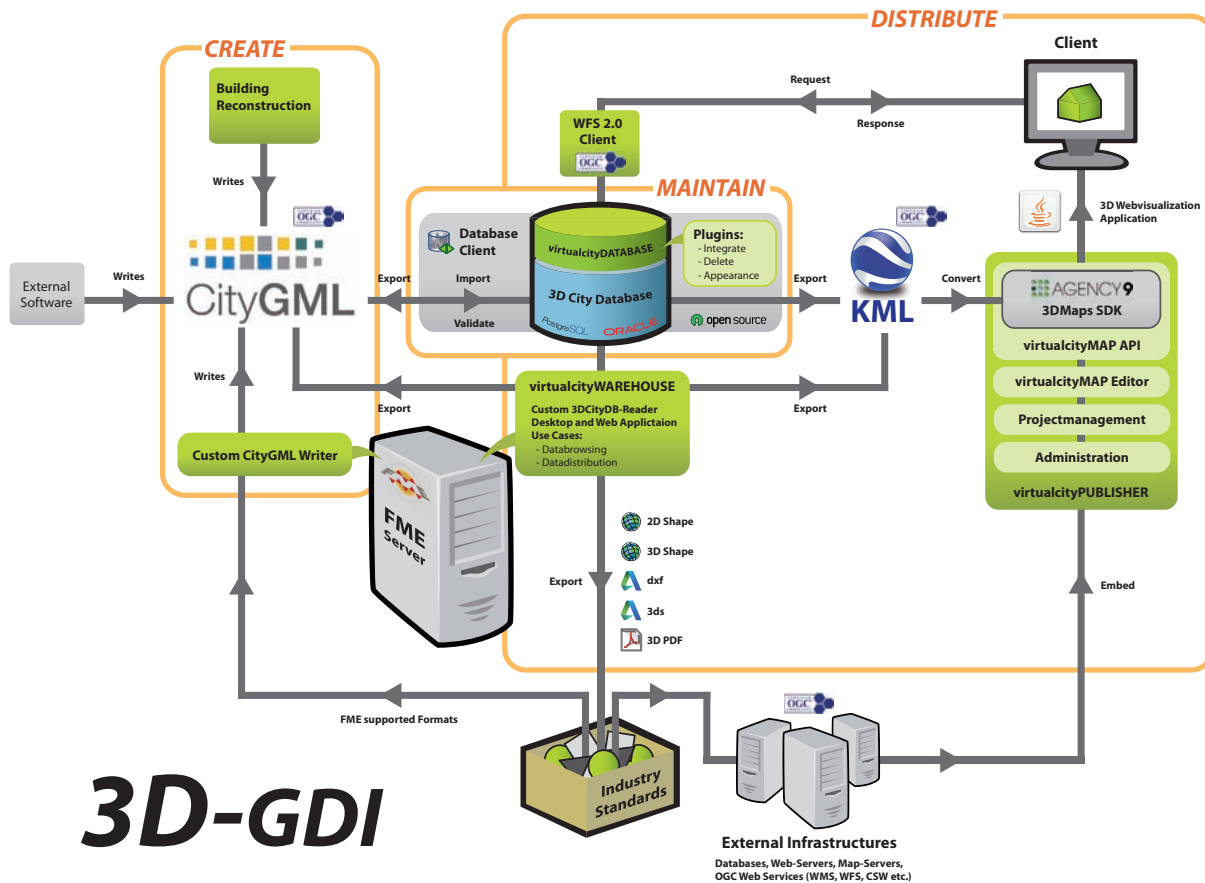 DISTRIBUTE
CREATE
Client
Building
Reconstruction
Request
Response
WFS 2.0
Client
OGC
Writes
MAINTAIN
OGC
OGC
3D Webvisualization
Application
Database
Client
virtualcityDATABASE
Plugins:
- Integrate
- Delete
- Appearance
External
Software
Writes
CityGML
Export
Import
Validate
3D City Database
PostgreSQL
ORACLE
open source
Export
KML
Convert
AGENCY9
3DMaps SDK
virtualcityMAP API
virtualcityMAP Editor
Projectmanagement
Administration
virtualcityPUBLISHER
Writes
Export
virtualcityWAREHOUSE
Custom 3DCityDB-Reader
Desktop and Web Applictaion
Use Cases:
- Databrowsing
- Datadistribution
Export
Custom CityGML Writer
FME
FME
Server
2D Shape
3D Shape
Export
dxf
3ds
3D PDF
Embed
FME supported Formats
OGC
Industry
Standards
3D-GDI
External Infrastructures
Databases, Web-Servers, Map-Servers,
OGC Web Services (WMS, WFS, CSW etc.)